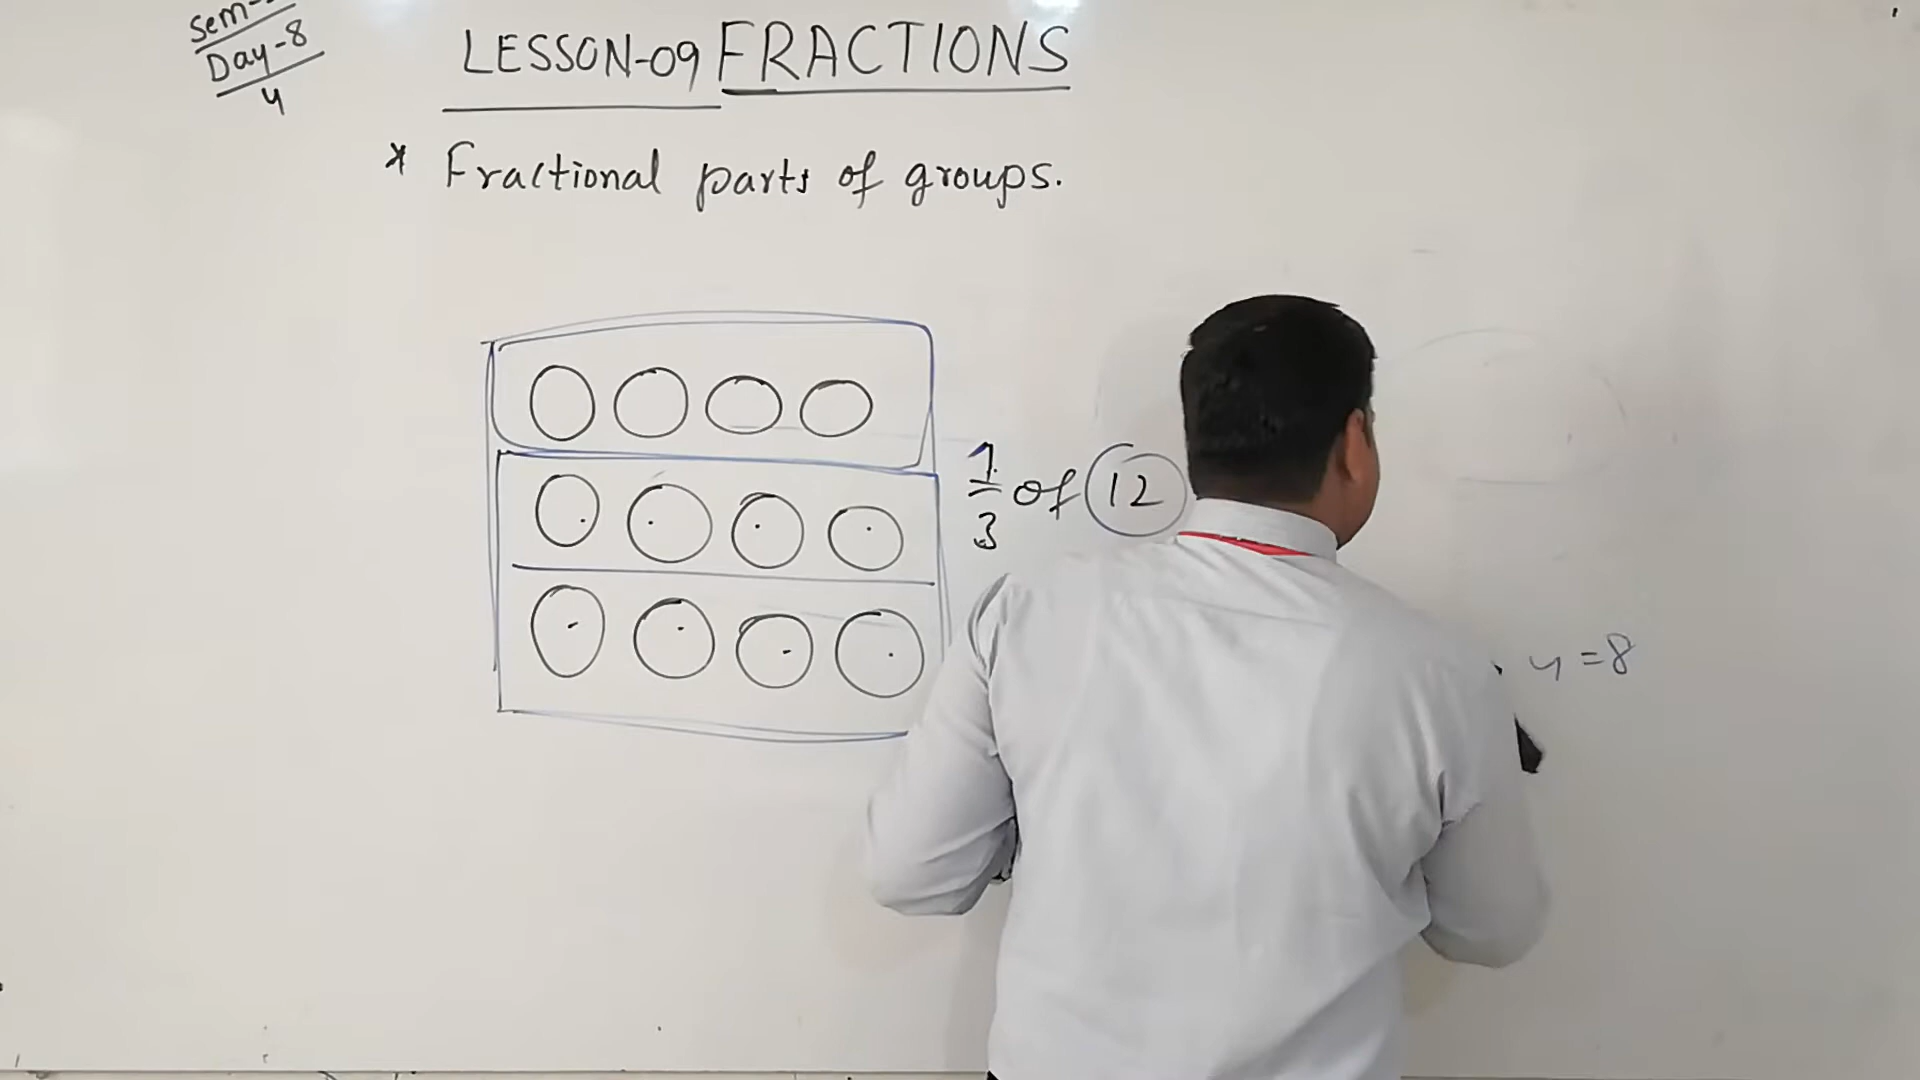 Sem-
Day-8
4
LESSON-09 FRACTIONS
* Fractional parts of groups.
1/3 of 12
4 = 8